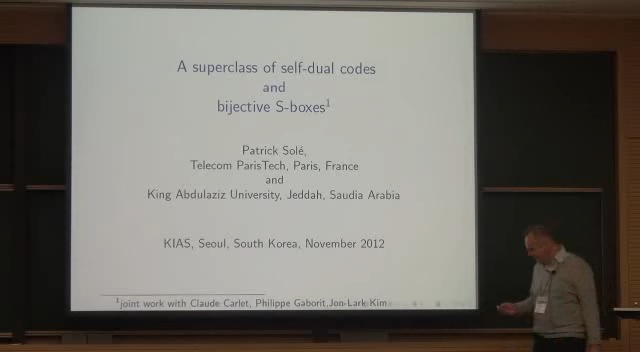 A superclass of self-dual codes
and
bijective S-boxes¹
Patrick Solé,
Telecom ParisTech, Paris, France
and
King Abdulaziz University, Jeddah, Saudia Arabia
KIAS, Seoul, South Korea, November 2012
¹joint work with Claude Carlet, Philippe Gaborit,Jon-Lark Kim